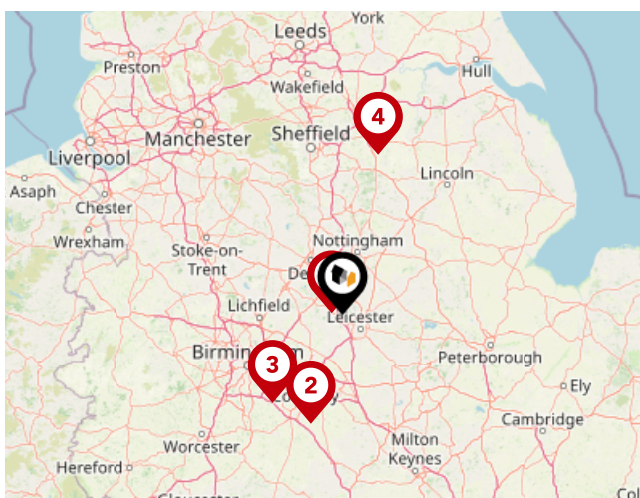 York
Leeds
Preston
Hull
Wakefield
4
Manchester
Sheffield
Liverpool
Lincoln
Asaph
Chester
Wrexham
Stoke-on-
Trent
Nottingham
De
Lichfield
Leicester
Birmingham
Peterborough
3
2
Ely
Cambridge
Worcester
Milton
Keynes
Hereford